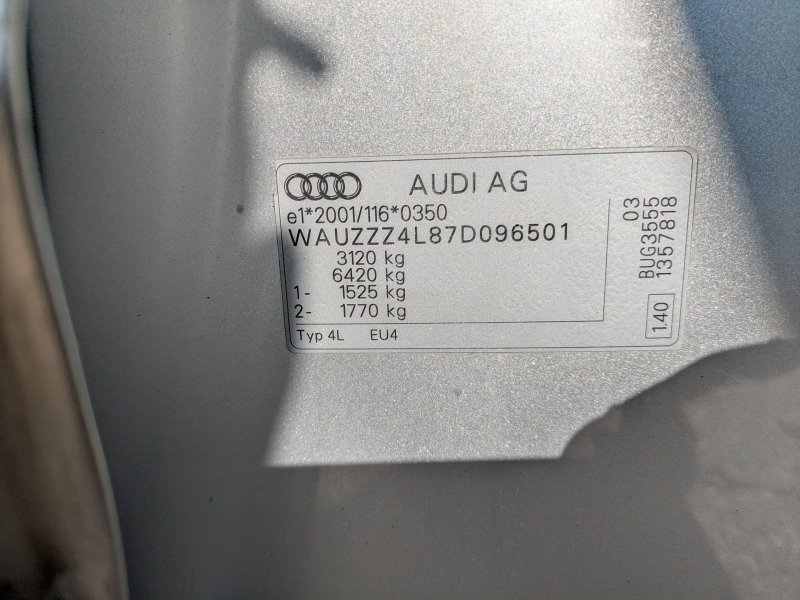 AUDI AG
e1*2001/116*0350
WAUZZZ4L87D096501
3120 kg
6420 kg
1- 1525 kg
2- 1770 kg
Typ 4L EU4
03
BUG3555
1357818
1.40